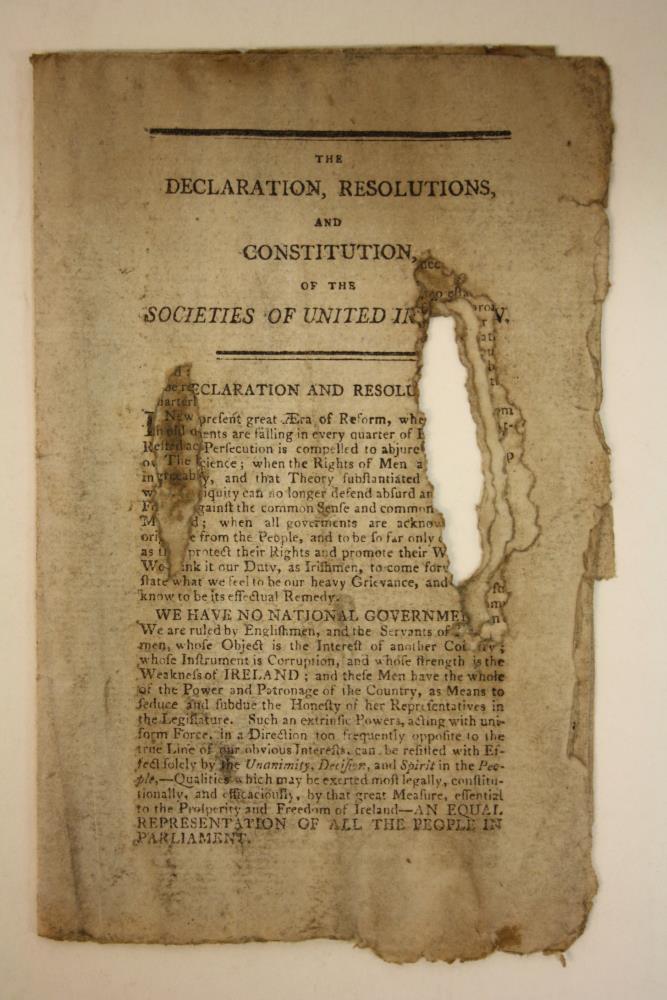 THE
DECLARATION, RESOLUTIONS,
AND
CONSTITUTION,
OF THE
SOCIETIES OF UNITED
ECLARATION AND RESOLU
present great Æra of Reform, whe
ents are falling in every quarter of
Persecution is compelled to abjure
cience; when the Rights of Men a
and that Theory substantiated
iquity can no longer defend absurd an
gainst the common Sense and common
d; when all goverments are acknow
from the People, and to be so far only
as protect their Rights and promote their W
nk it our Duty, as Irishmen, to come forw
state what we feel to be our heavy Grievance, and
know to be its effectual Remedy.
WE HAVE NO NATIONAL GOVERNME
We are ruled by Englishmen, and the Servants of
men, whose Object is the Interest of another Co ry;
whose Instrument is Corruption, and whose strength is the
Weakness of IRELAND; and these Men have the whole
of the Power and Patronage of the Country, as Means to
seduce and subdue the Honesty of her Representatives in
the Legislature. Such an extrinsic Powers, acting with uni-
form Force, in a Direction too frequently opposite to the
true Line of our obvious Interests, can be resisted with Ef-
fect solely by the Unanimity, Decision, and Spirit in the Peo-
ple,—Qualities which may be exerted most legally, constitu-
tionally, and efficaciously, by that great Measure, essential
to the Prosperity and Freedom of Ireland—AN EQUAL
REPRESENTATION OF ALL THE PEOPLE IN
PARLIAMENT.